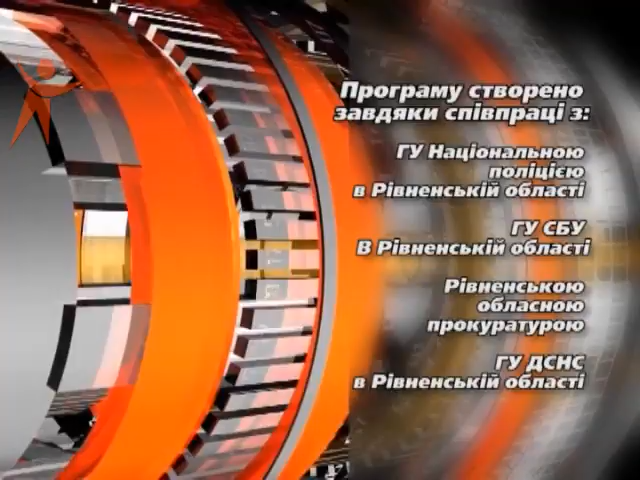 Програму створено
завдяки співпраці з:
ГУ Національною
поліцією
в Рівненській області
ГУ СБУ
В Рівненській області
Рівненською
обласною
прокуратурою
ГУ ДСНС
в Рівненській області